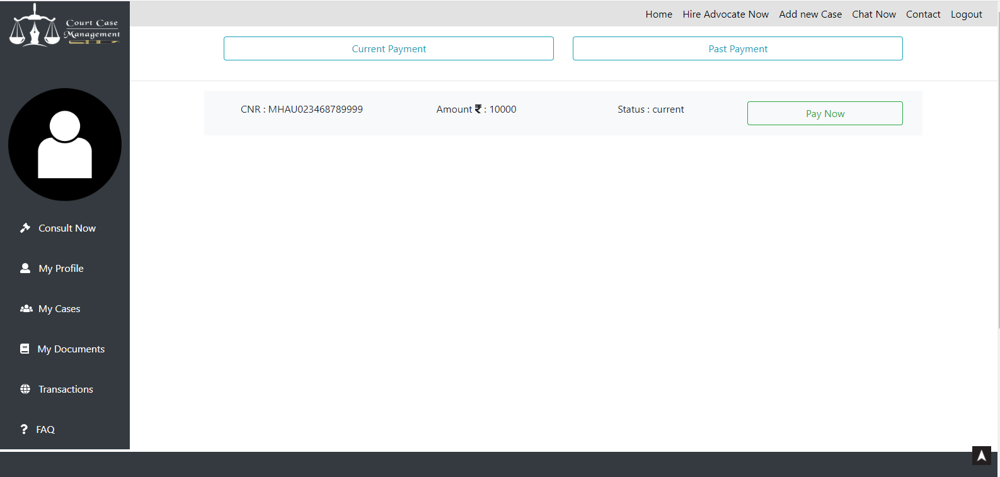 Court Case
Management
Home Hire Advocate Now Add new Case Chat Now Contact Logout
Current Payment Past Payment
CNR : MHAU023468789999 Amount ₹ : 10000 Status : current Pay Now
Consult Now
My Profile
My Cases
My Documents
Transactions
? FAQ